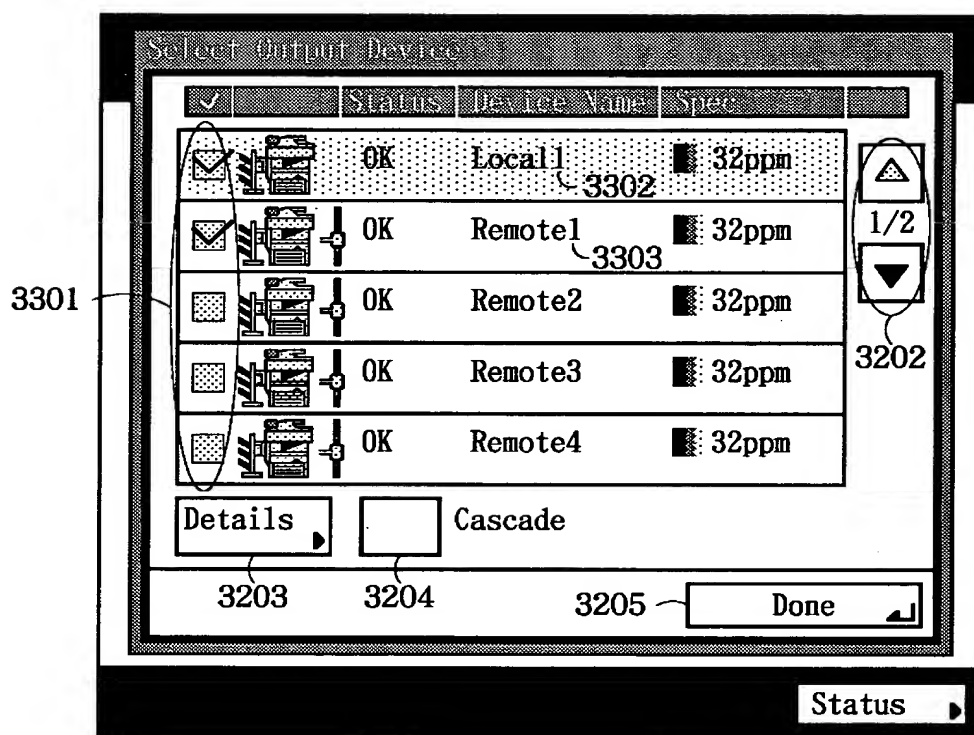 Select Output Device
Status Device Name Spec
OK Local1 32ppm
3302
OK Remote1 32ppm
3303
1/2
3301
OK Remote2 32ppm
3202
OK Remote3 32ppm
OK Remote4 32ppm
Details Cascade
3203 3204 3205 Done
Status